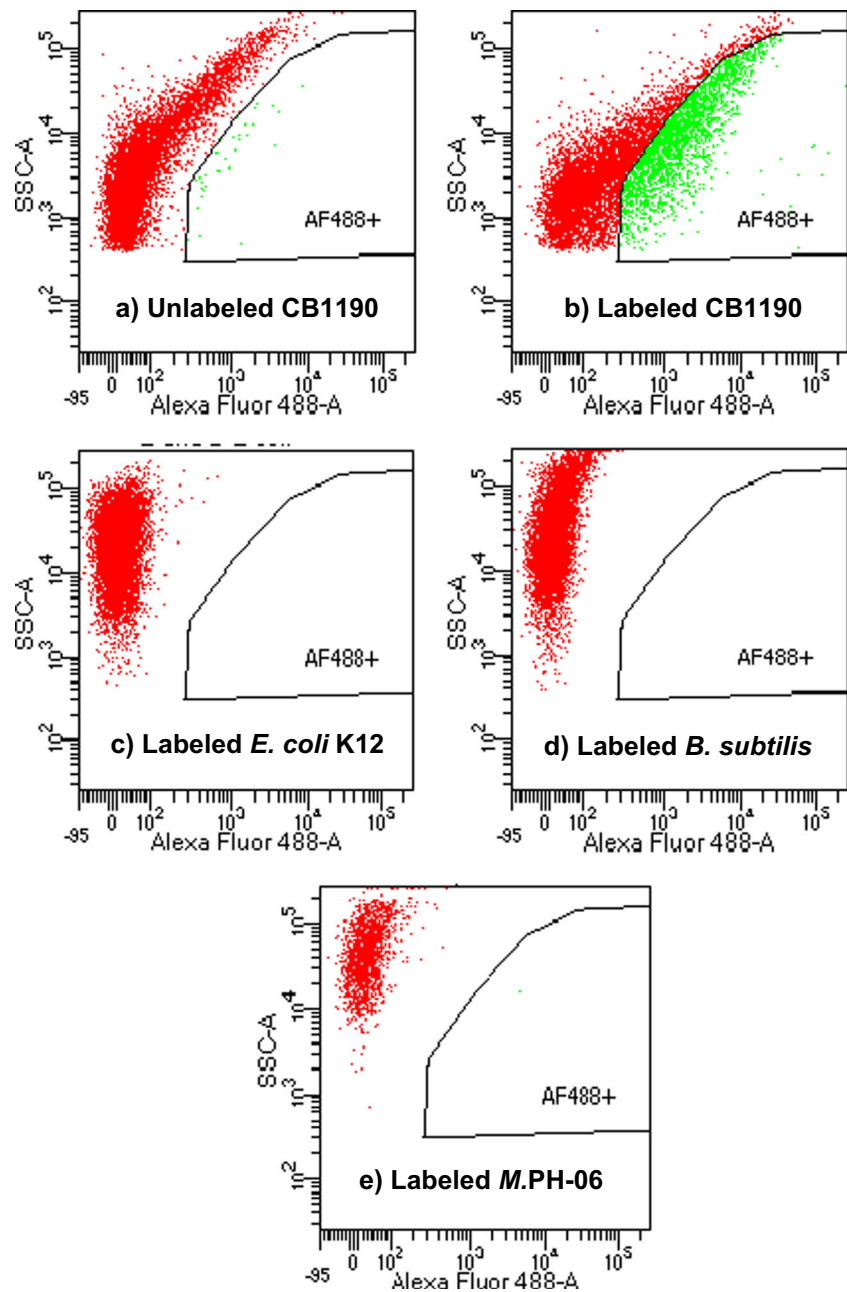 SSC-A
10^5
10^4
10^3
10^2
AF488+
a) Unlabeled CB1190
-95 0 10^2 10^3 10^4 10^5
Alexa Fluor 488-A
SSC-A
10^5
10^4
10^3
10^2
AF488+
b) Labeled CB1190
-95 0 10^2 10^3 10^4 10^5
Alexa Fluor 488-A
SSC-A
10^5
10^4
10^3
10^2
AF488+
c) Labeled E. coli K12
-95 0 10^2 10^3 10^4 10^5
Alexa Fluor 488-A
SSC-A
10^5
10^4
10^3
10^2
AF488+
d) Labeled B. subtilis
-95 0 10^2 10^3 10^4 10^5
Alexa Fluor 488-A
SSC-A
10^5
10^4
10^3
10^2
AF488+
e) Labeled M.PH-06
-95 0 10^2 10^3 10^4 10^5
Alexa Fluor 488-A